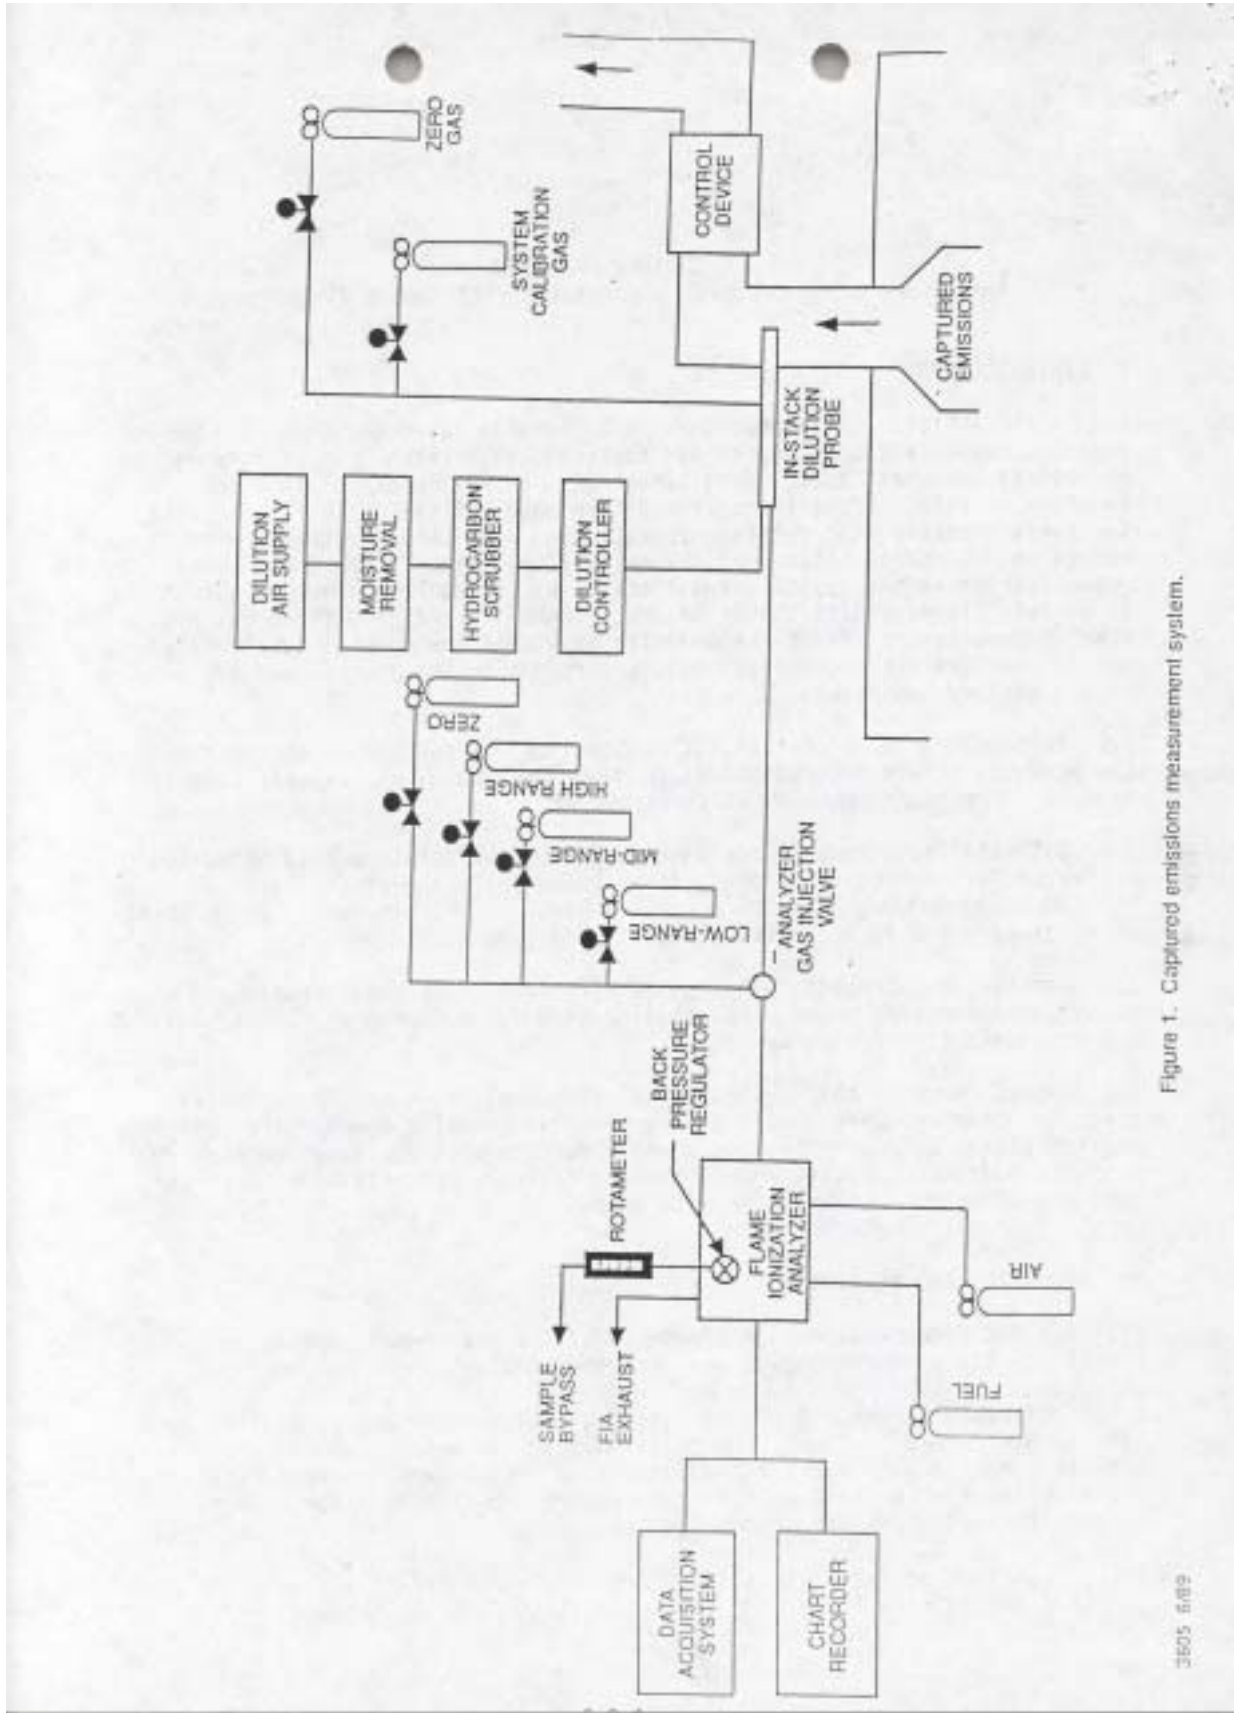 ZERO
GAS
SYSTEM
CALIBRATION
GAS
CONTROL
DEVICE
CAPTURED
EMISSIONS
IN-STACK
DILUTION
PROBE
DILUTION
AIR SUPPLY
MOISTURE
REMOVAL
HYDROCARBON
SCRUBBER
DILUTION
CONTROLLER
ZERO
HIGH RANGE
MID-RANGE
LOW-RANGE
ANALYZER
GAS INJECTION
VALVE
BACK
PRESSURE
REGULATOR
ROTAMETER
SAMPLE
BYPASS
FIA
EXHAUST
FLAME
IONIZATION
ANALYZER
AIR
FUEL
DATA
ACQUISITION
SYSTEM
CHART
RECORDER
Figure 1. Captured emissions measurement system.
3605 6/89